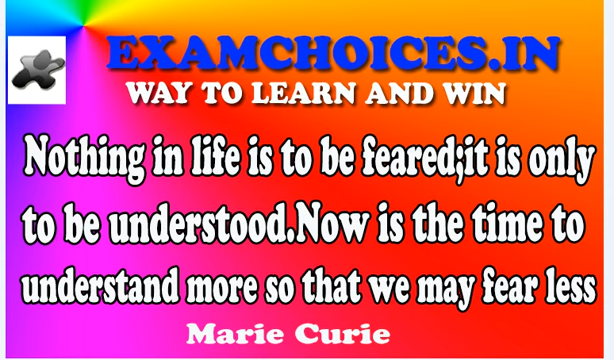 EXAMCHOICES.IN
WAY TO LEARN AND WIN
Nothing in life is to be feared;it is only
to be understood.Now is the time to
understand more so that we may fear less
Marie Curie